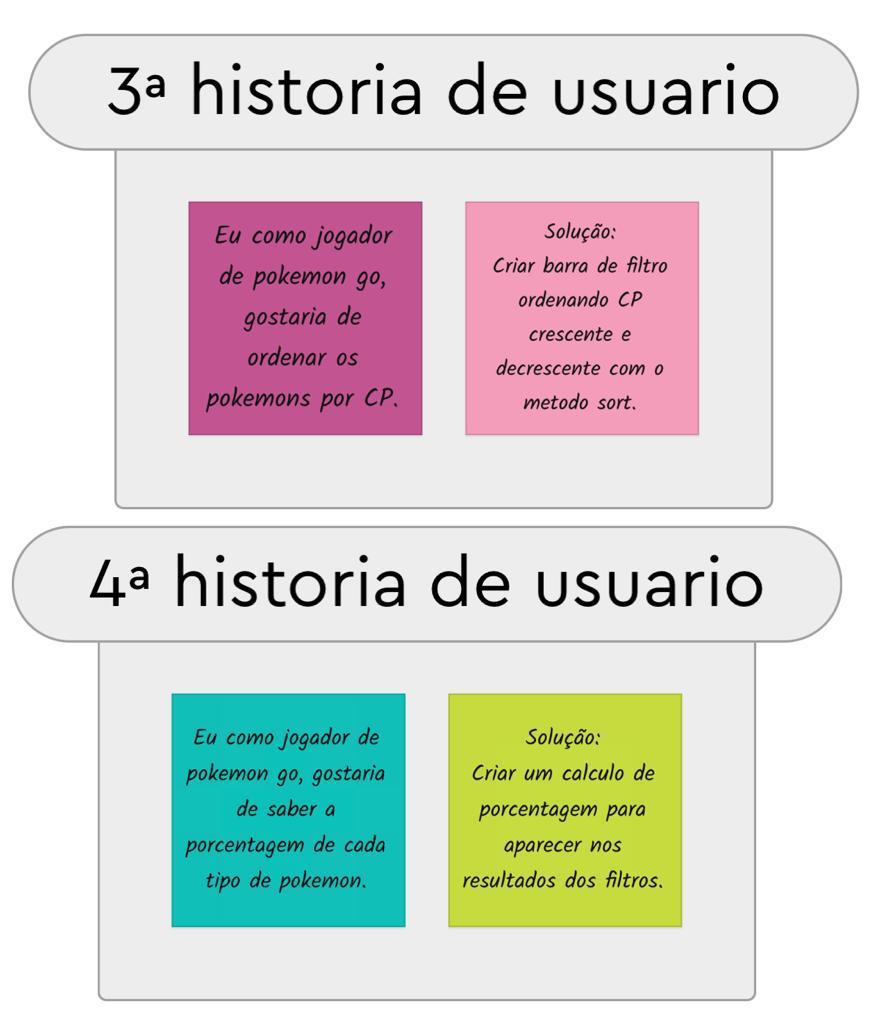 3ª historia de usuario
Eu como jogador
de pokemon go,
gostaria de
ordenar os
pokemons por CP.
Solução:
Criar barra de filtro
ordenando CP
crescente e
decrescente com o
metodo sort.
4ª historia de usuario
Eu como jogador de
pokemon go, gostaria
de saber a
porcentagem de cada
tipo de pokemon.
Solução:
Criar um calculo de
porcentagem para
aparecer nos
resultados dos filtros.